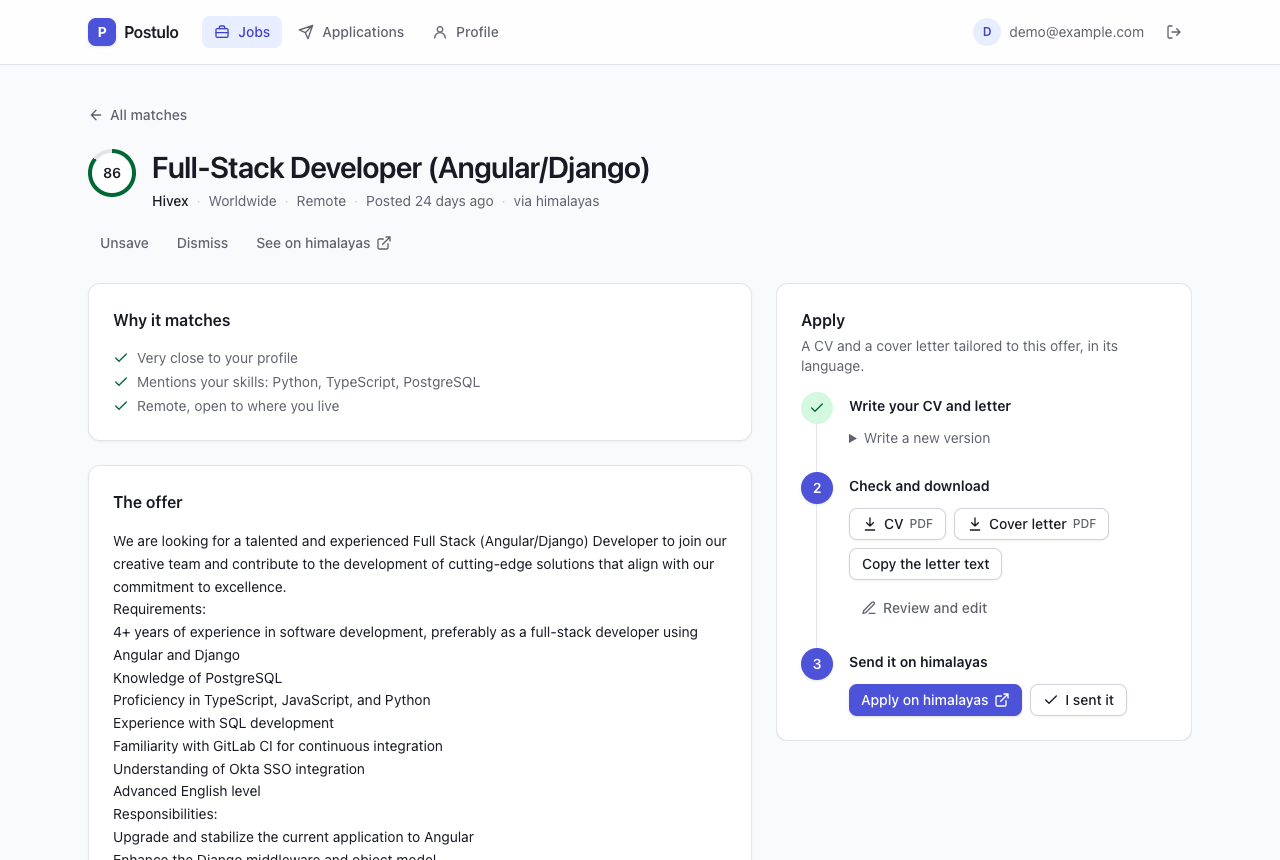 P Postulo Jobs Applications Profile D demo@example.com
All matches
86
Full-Stack Developer (Angular/Django)
Hivex · Worldwide · Remote · Posted 24 days ago · via himalayas
Unsave Dismiss See on himalayas
Why it matches
Very close to your profile
Mentions your skills: Python, TypeScript, PostgreSQL
Remote, open to where you live
The offer
We are looking for a talented and experienced Full Stack (Angular/Django) Developer to join our
creative team and contribute to the development of cutting-edge solutions that align with our
commitment to excellence.
Requirements:
4+ years of experience in software development, preferably as a full-stack developer using
Angular and Django
Knowledge of PostgreSQL
Proficiency in TypeScript, JavaScript, and Python
Experience with SQL development
Familiarity with GitLab CI for continuous integration
Understanding of Okta SSO integration
Advanced English level
Responsibilities:
Upgrade and stabilize the current application to Angular
Enhance the Django middleware and object model
Apply
A CV and a cover letter tailored to this offer, in its
language.
Write your CV and letter
Write a new version
2 Check and download
CV PDF Cover letter PDF
Copy the letter text
Review and edit
3 Send it on himalayas
Apply on himalayas I sent it